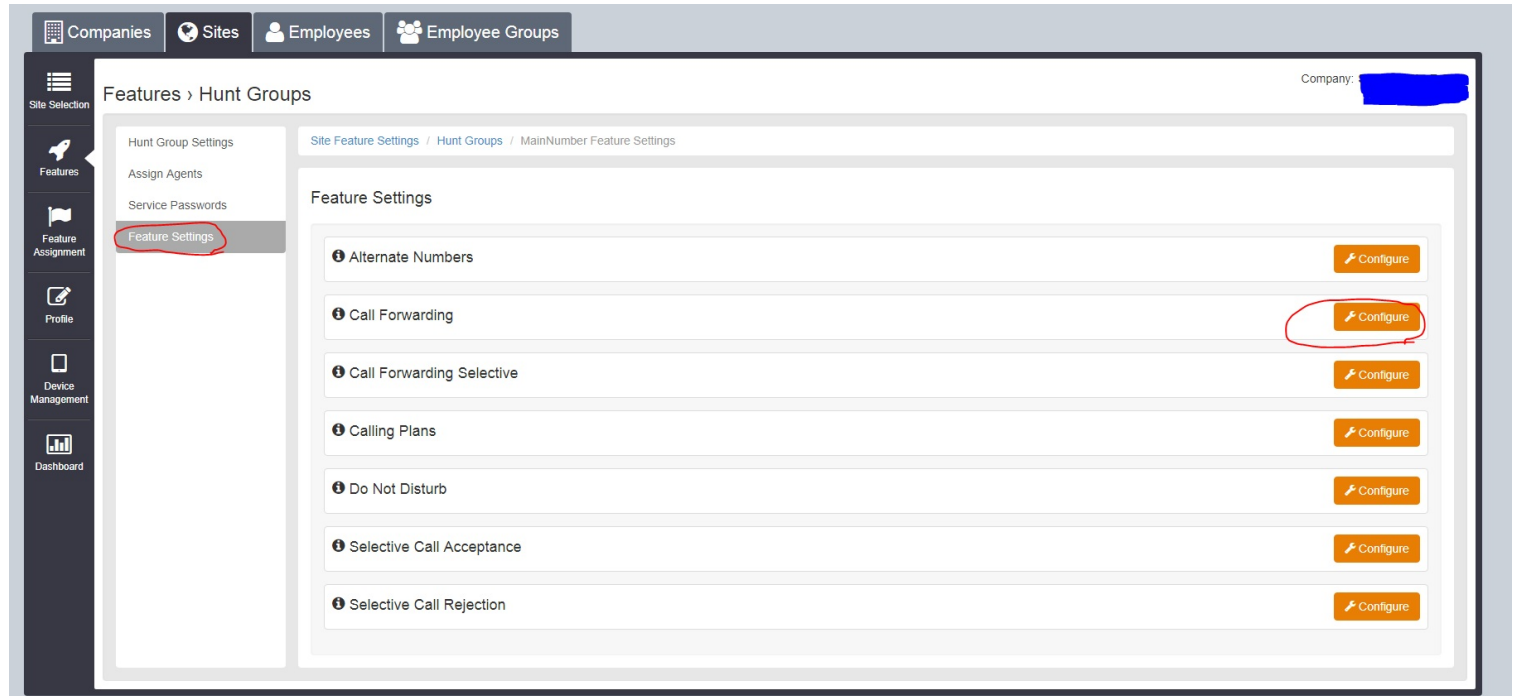 Companies
Sites
Employees
Employee Groups
Site Selection
Features
Feature
Assignment
Profile
Device
Management
Dashboard
Features › Hunt Groups
Company:
Hunt Group Settings
Assign Agents
Service Passwords
Feature Settings
Site Feature Settings / Hunt Groups / MainNumber Feature Settings
Feature Settings
Alternate Numbers Configure
Call Forwarding Configure
Call Forwarding Selective Configure
Calling Plans Configure
Do Not Disturb Configure
Selective Call Acceptance Configure
Selective Call Rejection Configure